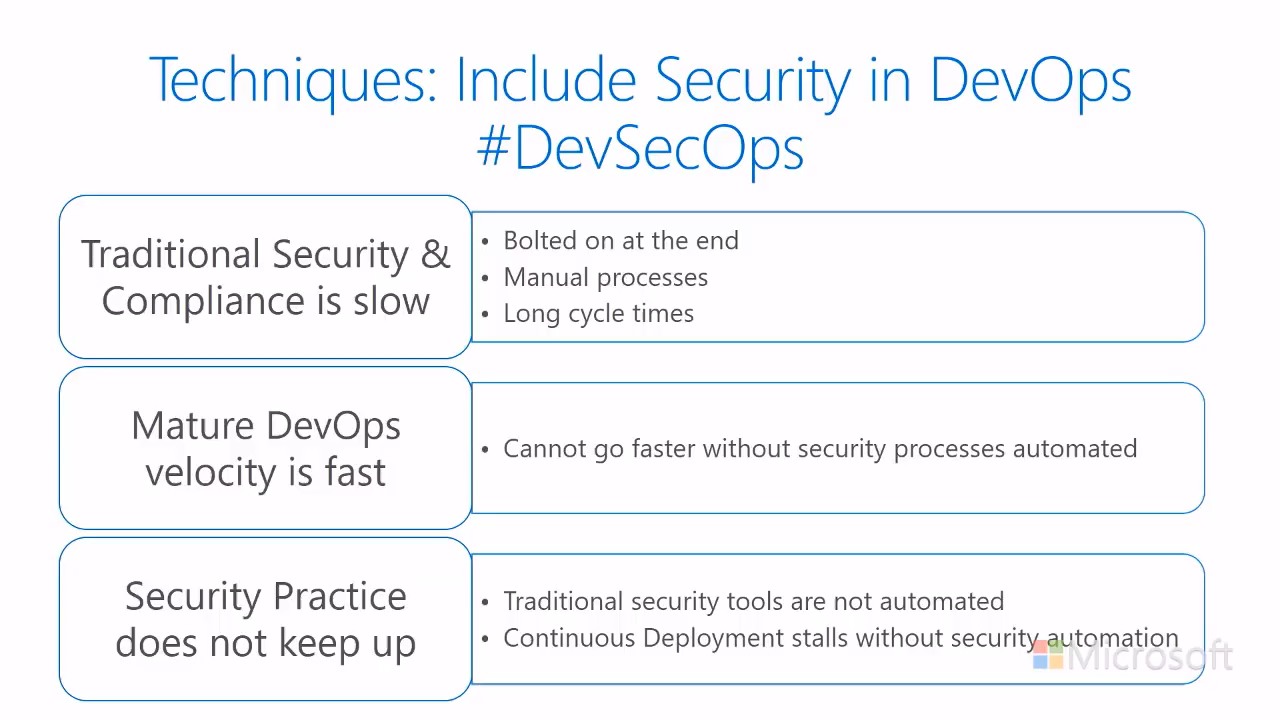 Techniques: Include Security in DevOps
#DevSecOps
Traditional Security &
Compliance is slow
• Bolted on at the end
• Manual processes
• Long cycle times
Mature DevOps
velocity is fast
• Cannot go faster without security processes automated
Security Practice
does not keep up
• Traditional security tools are not automated
• Continuous Deployment stalls without security automation
Microsoft